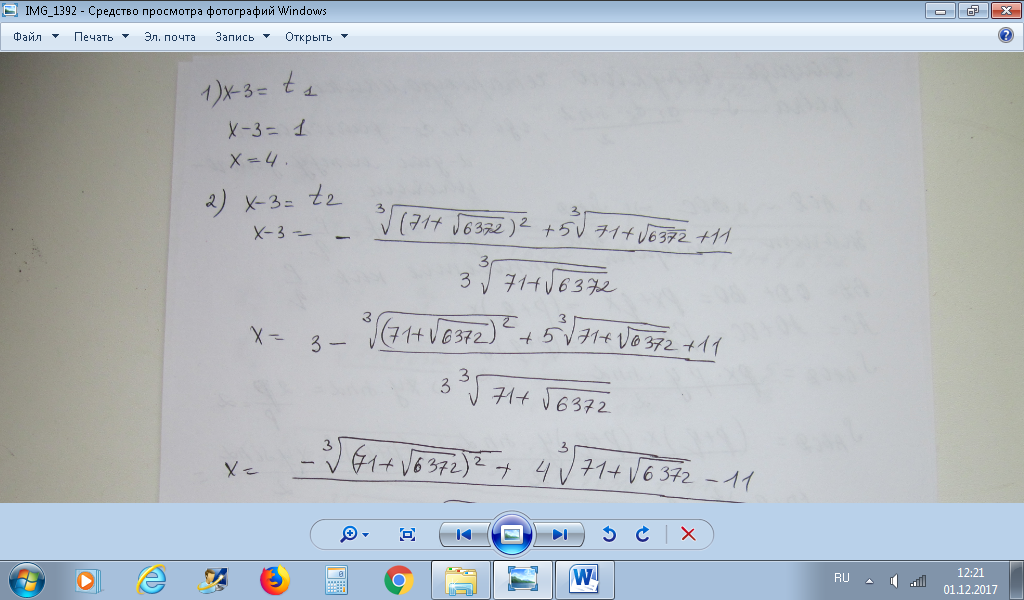 IMG_1392 - Средство просмотра фотографий Windows
Файл Печать Эл. почта Запись Открыть
1) x-3= t1
x-3= 1
x=4.
2) x-3= t2
x-3= - (∛(71+√6372)² + 5∛(71+√6372) + 11) / (3∛(71+√6372))
x= 3 - (∛(71+√6372)² + 5∛(71+√6372) + 11) / (3∛(71+√6372))
x= -∛(71+√6372)² + 4∛(71+√6372) - 11
RU 12:21
01.12.2017